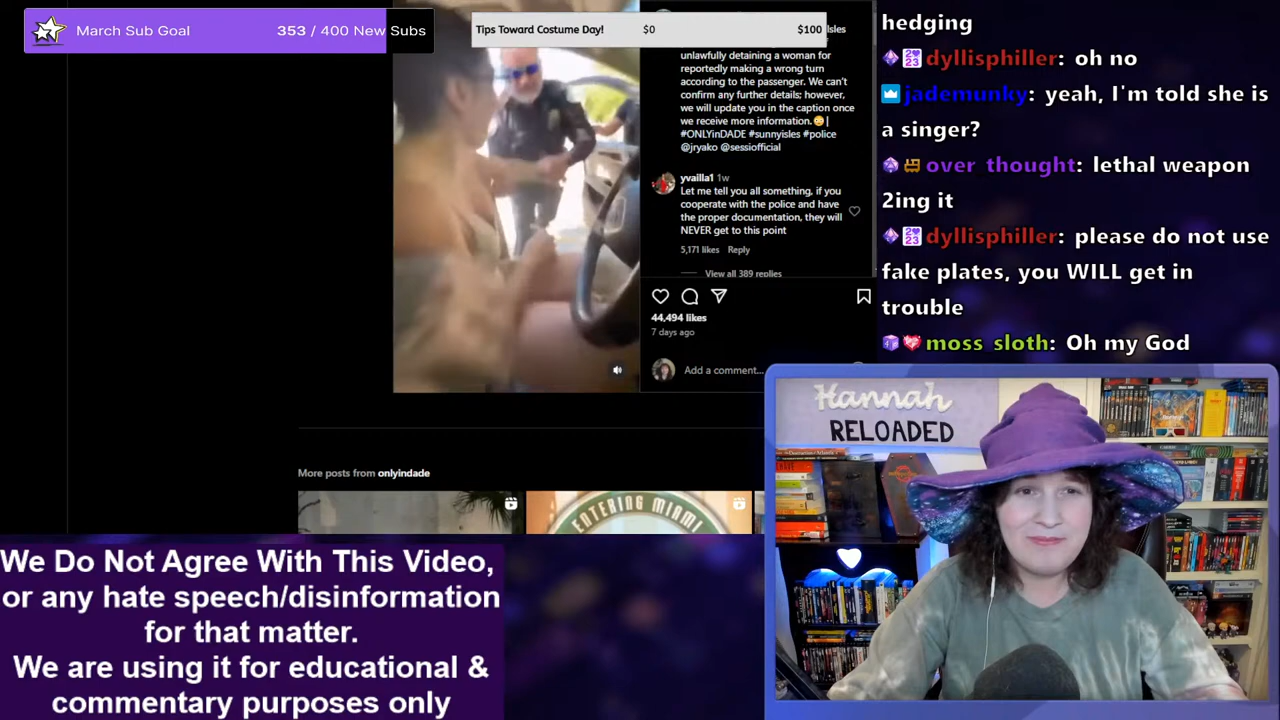 March Sub Goal
353 / 400 New Subs
Tips Toward Costume Day!
$0
$100
unlawfully detaining a woman for
reportedly making a wrong turn
according to the passenger. We can't
confirm any further details; however,
we will update you in the caption once
we receive more information.😳|
#ONLYinDADE #sunnyisles #police
@jryako @sessiofficial
yvailla1 1w
Let me tell you all something, if you
cooperate with the police and have
the proper documentation, they will
NEVER get to this point
5,171 likes Reply
View all 389 replies
44,494 likes
7 days ago
Add a comment...
More posts from onlyindade
ENTERING MIAMI
hedging
dyllisphiller: oh no
jademunky: yeah, I'm told she is
a singer?
over thought: lethal weapon
2ing it
dyllisphiller: please do not use
fake plates, you WILL get in
trouble
moss sloth: Oh my God
Hannah
RELOADED
We Do Not Agree With This Video,
or any hate speech/disinformation
for that matter.
We are using it for educational &
commentary purposes only